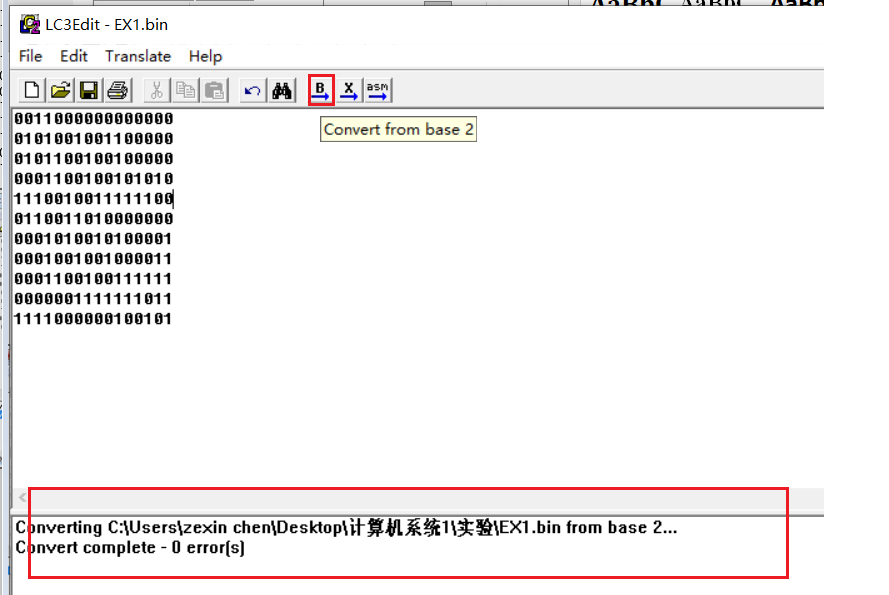 LC3Edit - EX1.bin
File Edit Translate Help
B X asm
Convert from base 2
0011000000000000
0101001001100000
0101100100100000
0001100100101010
1110010011111100
0110011010000000
0001010010100001
0001001001000011
0001100100111111
0000001111111011
1111000000100101
Converting C:\Users\zexin chen\Desktop\计算机系统1\实验\EX1.bin from base 2...
Convert complete - 0 error(s)